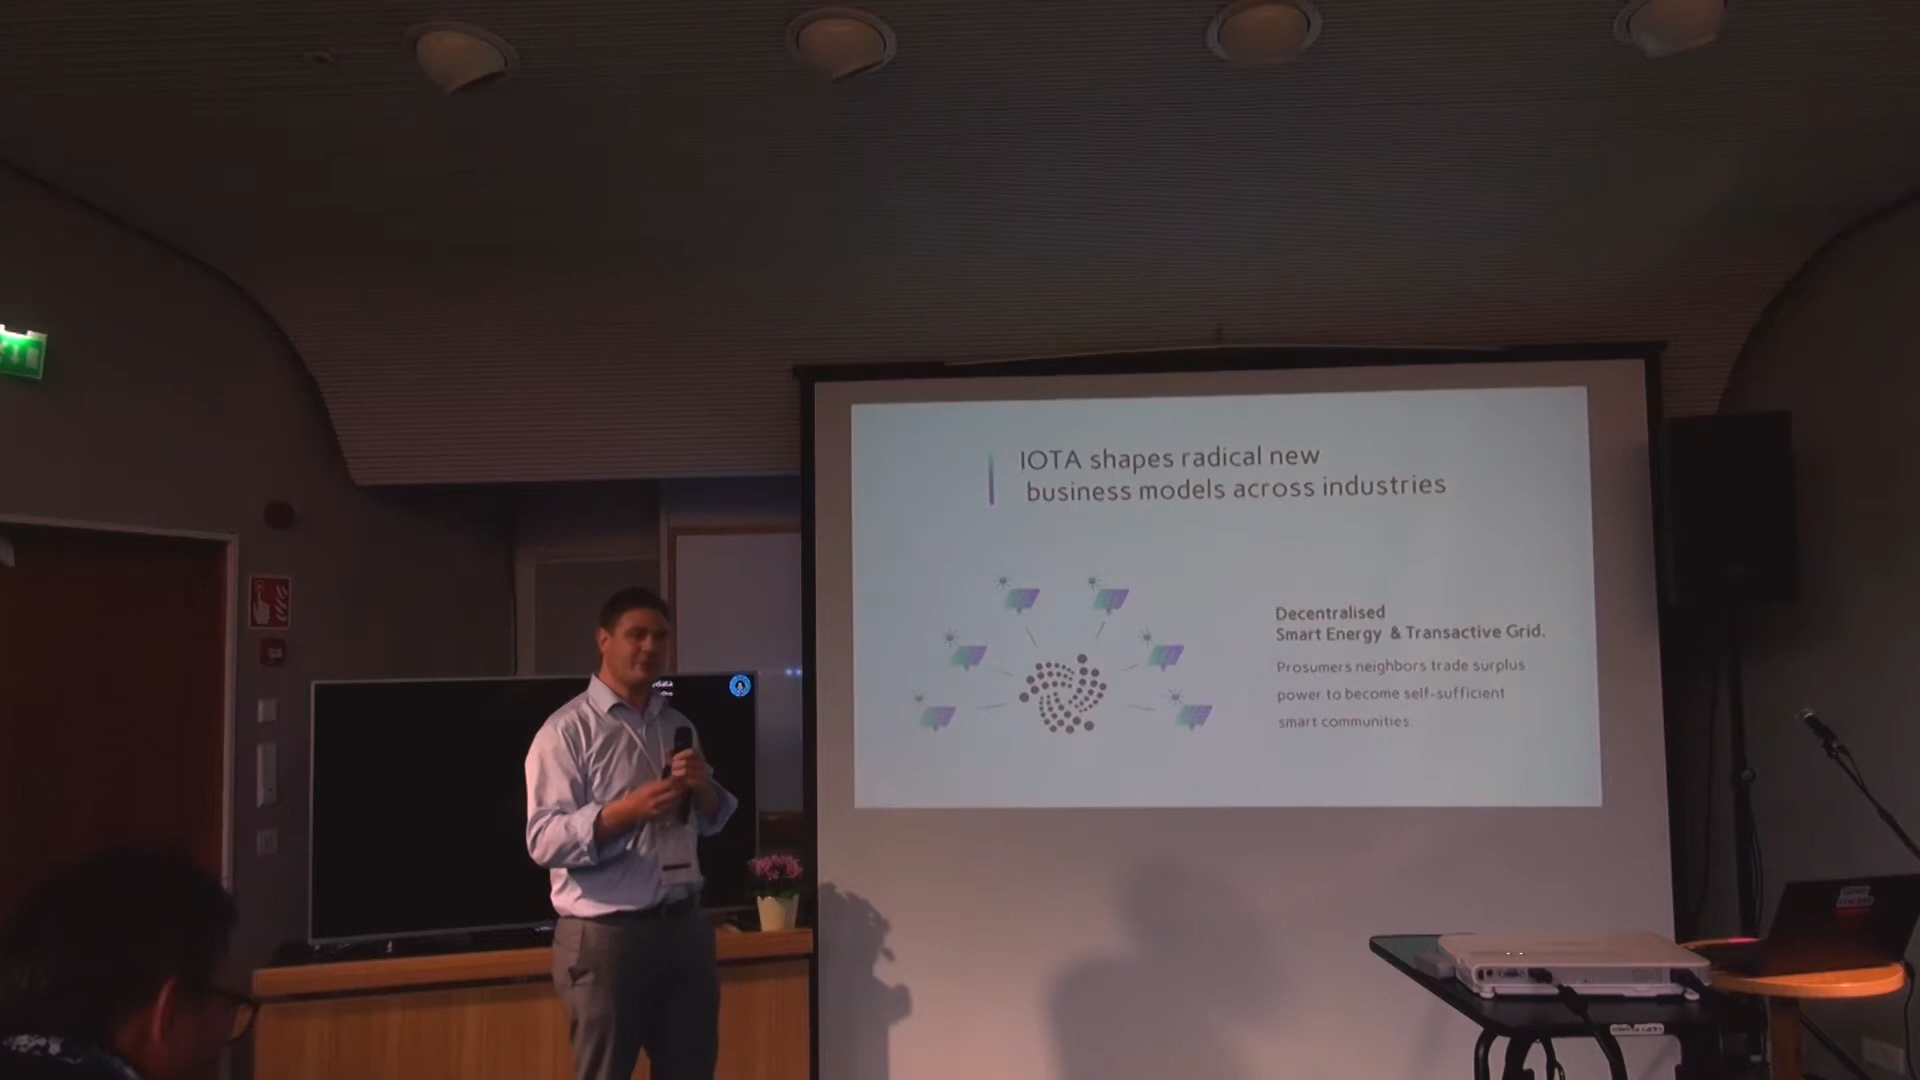 IOTA shapes radical new
business models across industries
Decentralised
Smart Energy & Transactive Grid.
Prosumers neighbors trade surplus
power to become self-sufficient
smart communities.